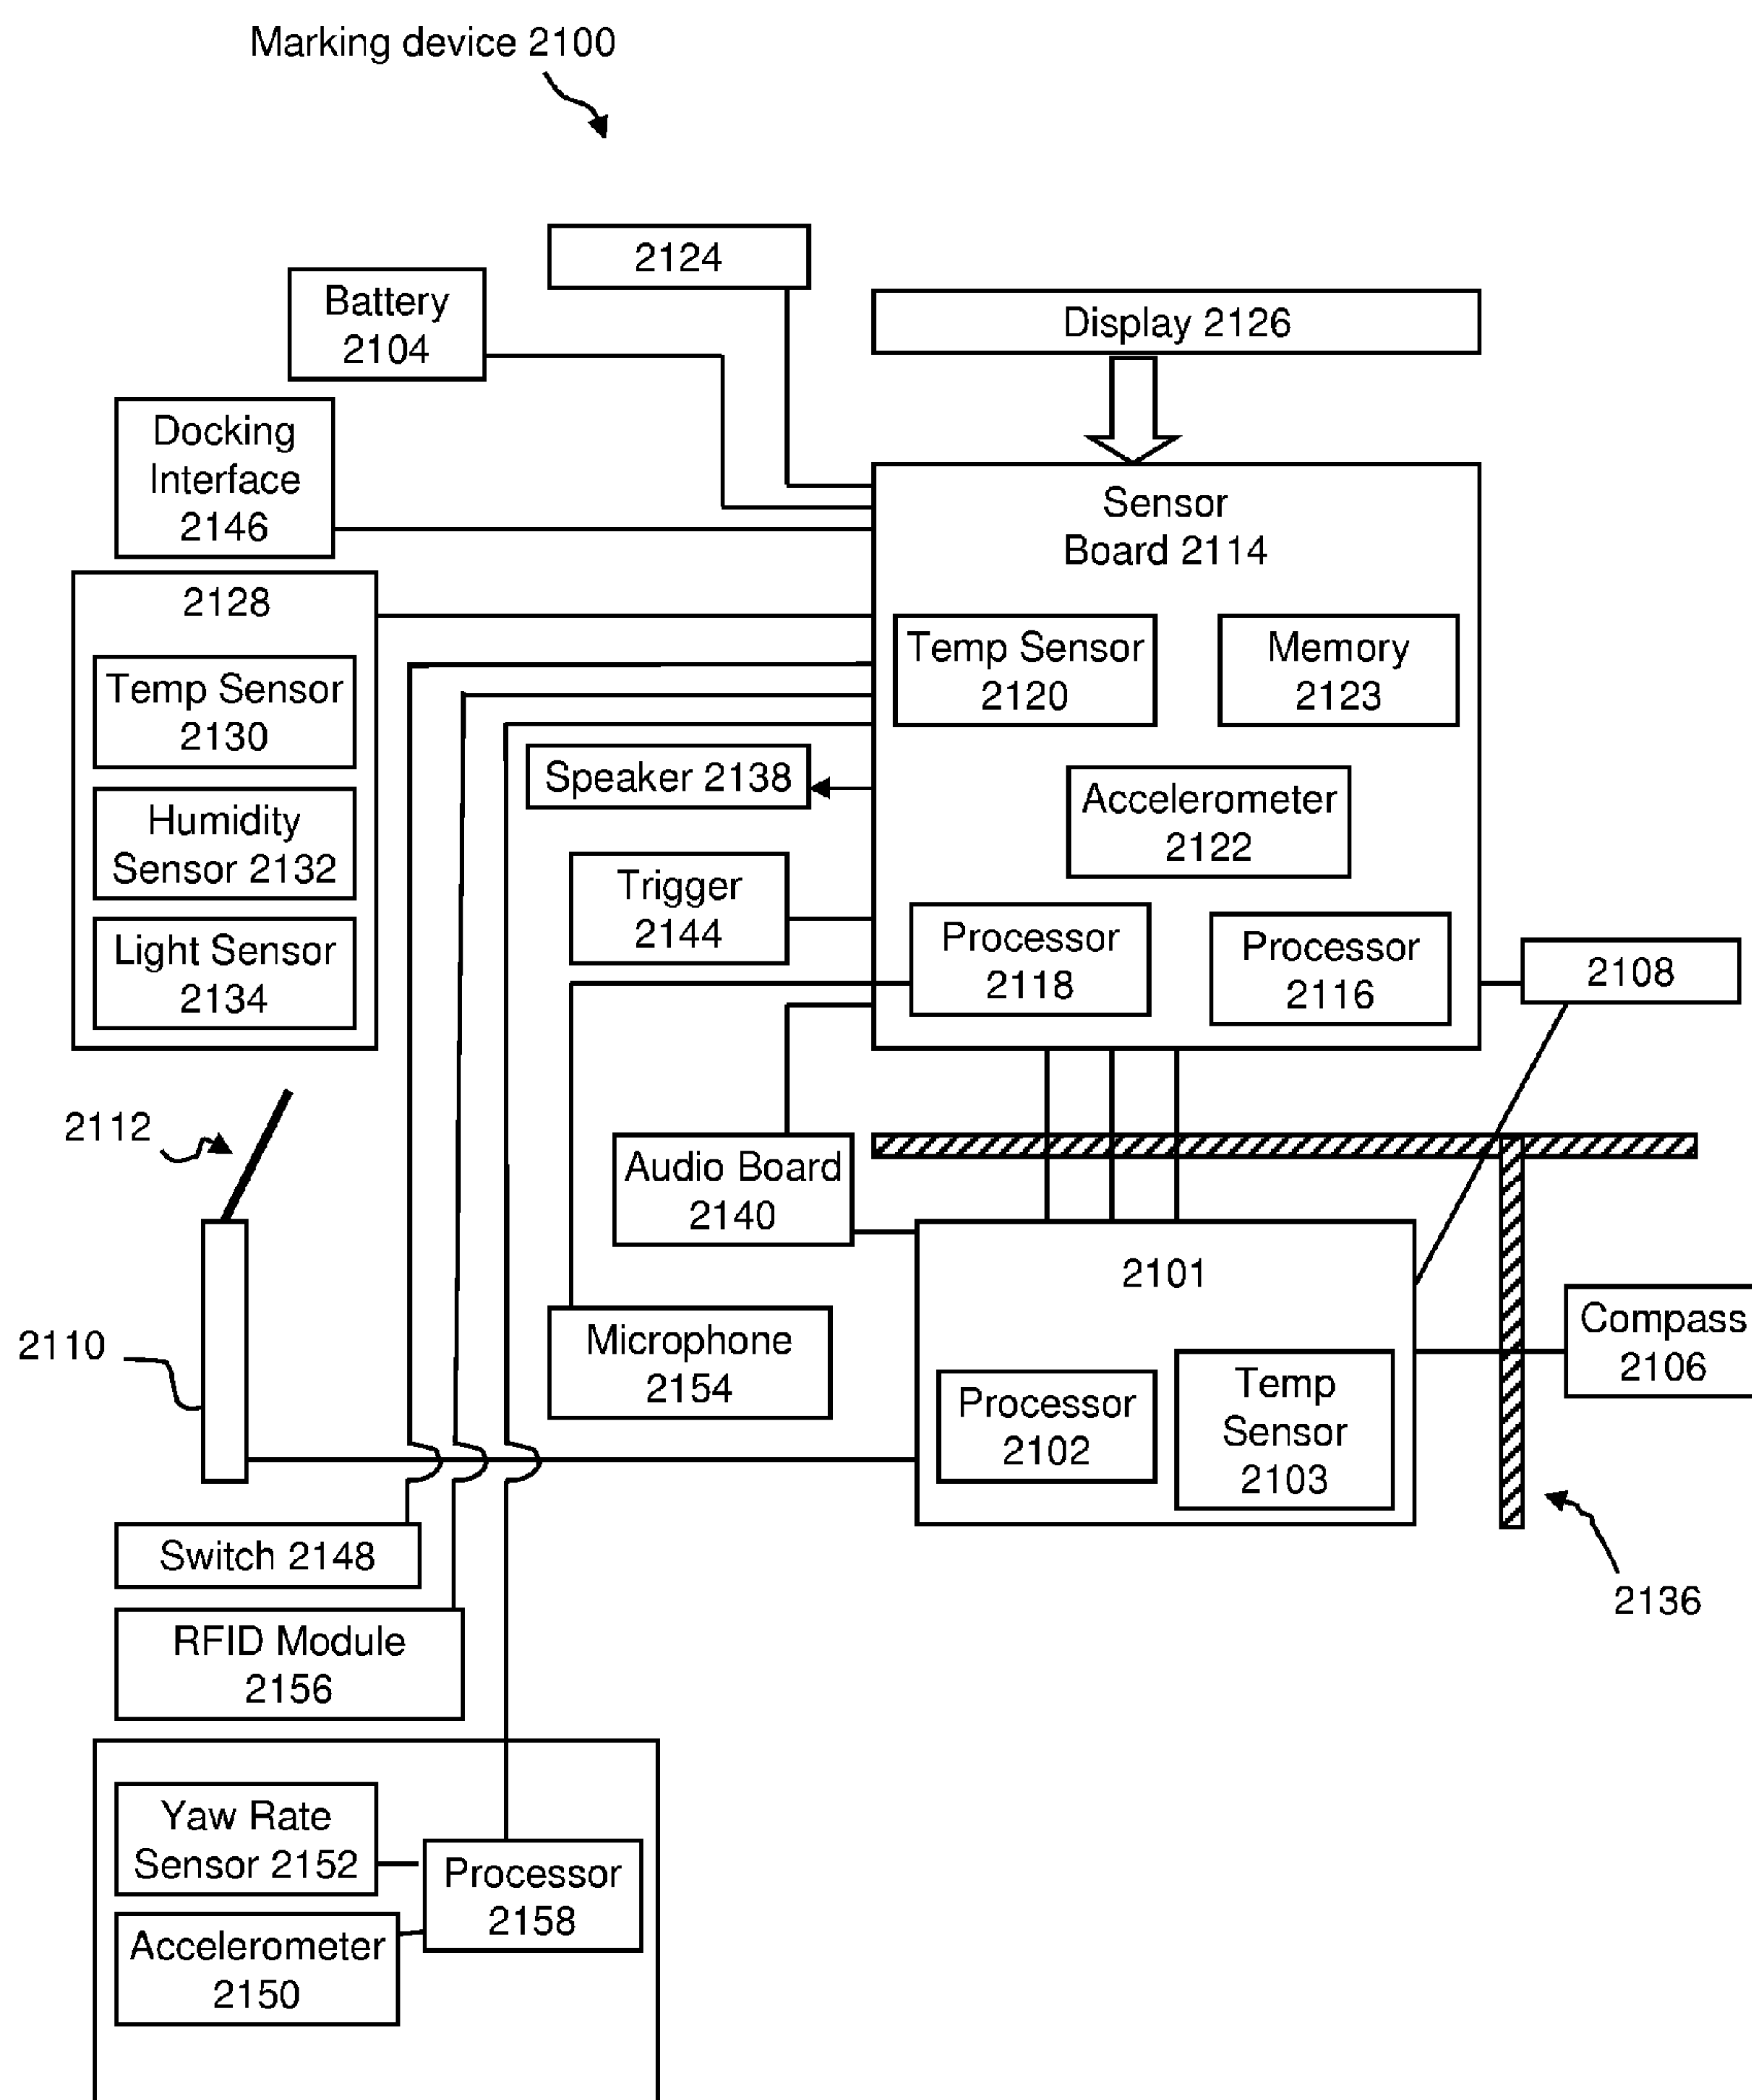 Marking device 2100
2124
Battery
2104
Display 2126
Docking
Interface
2146
Sensor
Board 2114
2128
Temp Sensor
2130
Humidity
Sensor 2132
Light Sensor
2134
Temp Sensor
2120
Memory
2123
Speaker 2138
Accelerometer
2122
Trigger
2144
Processor
2118
Processor
2116
2108
2112
Audio Board
2140
2101
2110
Microphone
2154
Processor
2102
Temp
Sensor
2103
Compass
2106
2136
Switch 2148
RFID Module
2156
Yaw Rate
Sensor 2152
Processor
2158
Accelerometer
2150